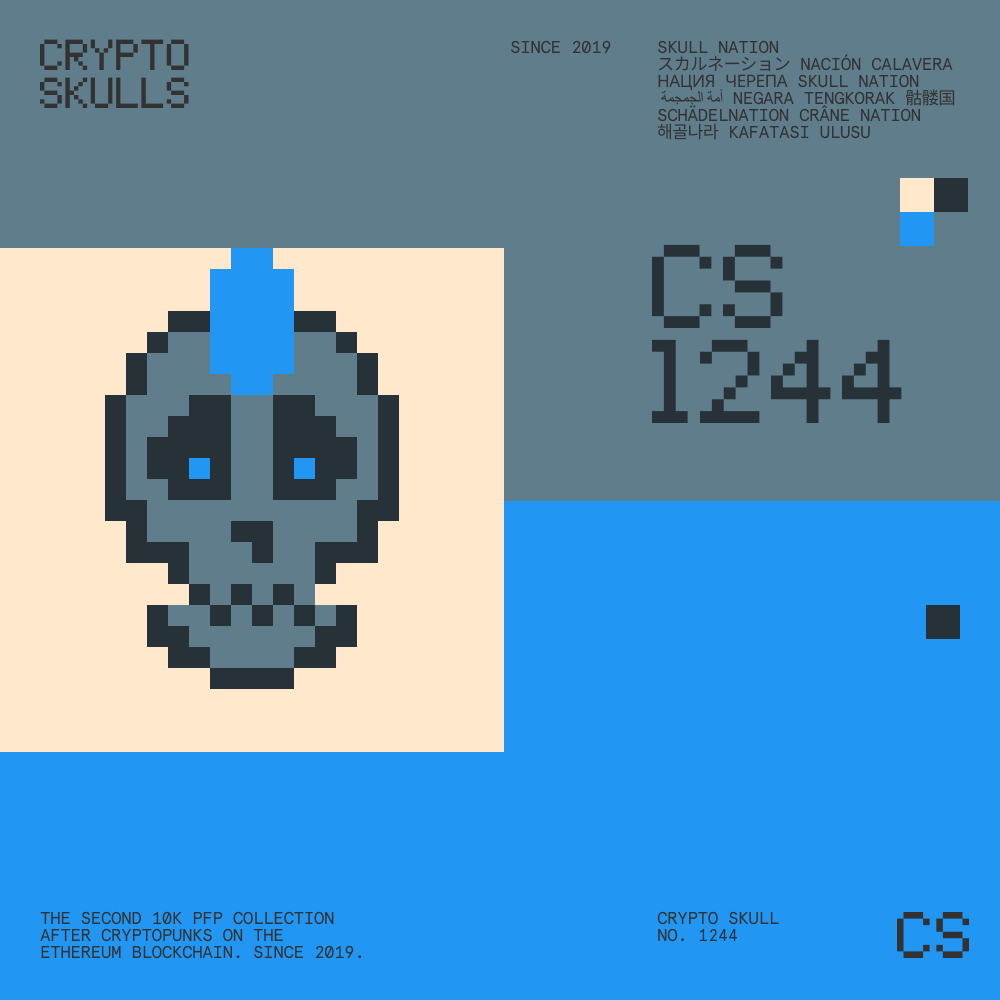 CRYPTO
SKULLS
SINCE 2019
SKULL NATION
スカルネーション NACIÓN CALAVERA
НАЦИЯ ЧЕРЕПА SKULL NATION
أمة الجمجمة NEGARA TENGKORAK 骷髅国
SCHÄDELNATION CRÂNE NATION
해골나라 KAFATASI ULUSU
CS
1244
THE SECOND 10K PFP COLLECTION
AFTER CRYPTOPUNKS ON THE
ETHEREUM BLOCKCHAIN. SINCE 2019.
CRYPTO SKULL
NO. 1244
CS